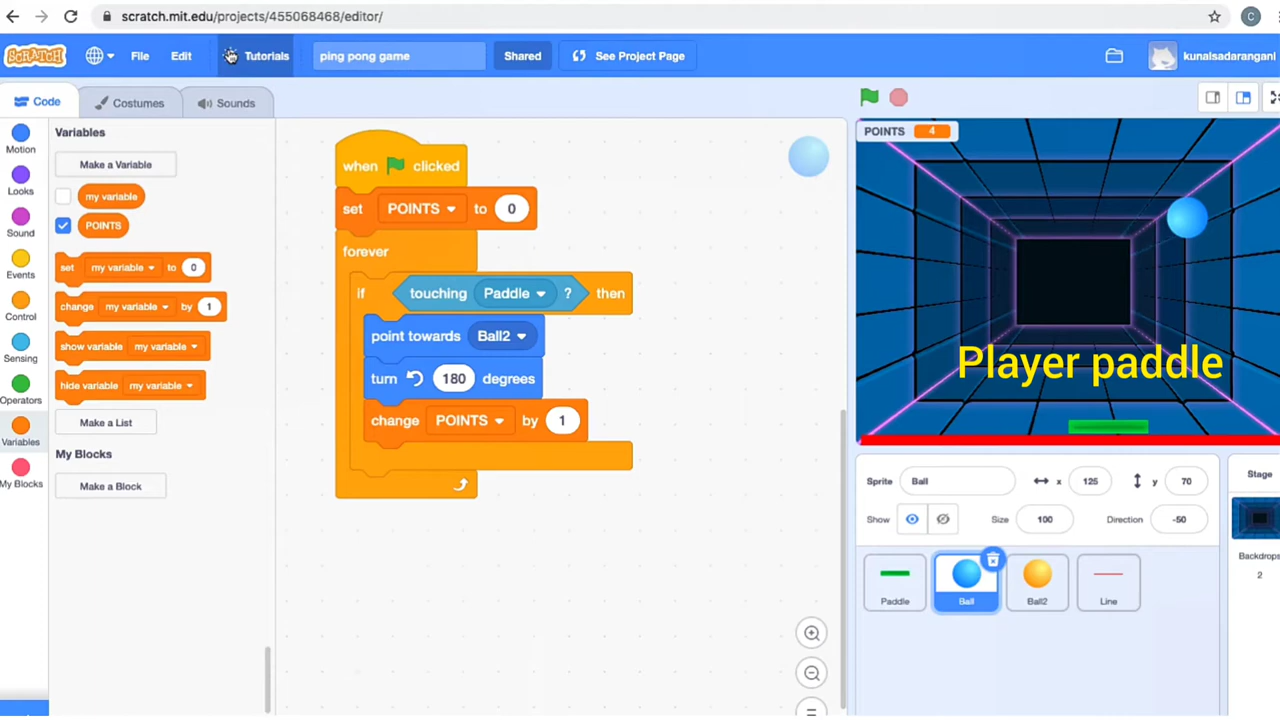 scratch.mit.edu/projects/455068468/editor/
C
SCRATCH
File
Edit
Tutorials
ping pong game
Shared
See Project Page
kunalsadarangani
Code
Costumes
Sounds
Motion
Looks
Sound
Events
Control
Sensing
Operators
Variables
My Blocks
Variables
Make a Variable
my variable
POINTS
set my variable to 0
change my variable by 1
show variable my variable
hide variable my variable
Make a List
My Blocks
Make a Block
when clicked
set POINTS to 0
forever
if touching Paddle ? then
point towards Ball2
turn 180 degrees
change POINTS by 1
POINTS 4
Player paddle
Sprite Ball x 125 y 70
Show Size 100 Direction -50
Paddle
Ball
Ball2
Line
Stage
Backdrops
2